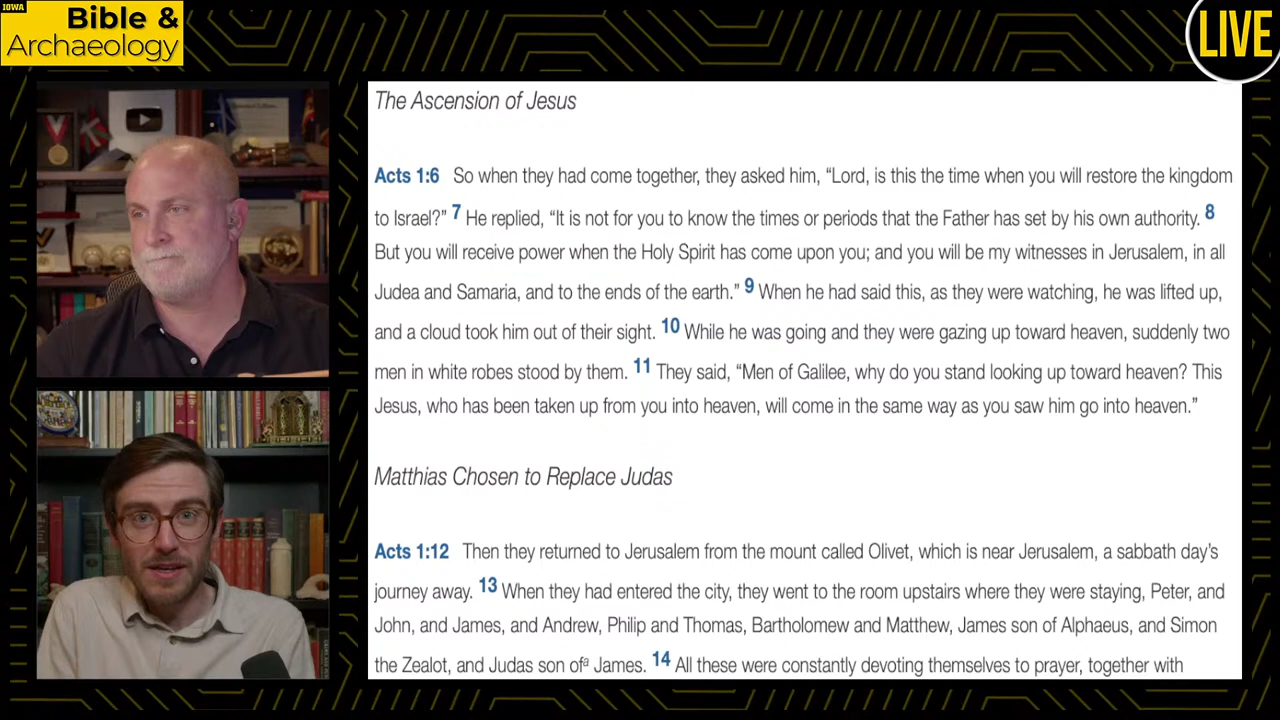 IOWA
Bible &
Archaeology
LIVE
The Ascension of Jesus
Acts 1:6 So when they had come together, they asked him, “Lord, is this the time when you will restore the kingdom
to Israel?” 7 He replied, “It is not for you to know the times or periods that the Father has set by his own authority. 8
But you will receive power when the Holy Spirit has come upon you; and you will be my witnesses in Jerusalem, in all
Judea and Samaria, and to the ends of the earth.” 9 When he had said this, as they were watching, he was lifted up,
and a cloud took him out of their sight. 10 While he was going and they were gazing up toward heaven, suddenly two
men in white robes stood by them. 11 They said, “Men of Galilee, why do you stand looking up toward heaven? This
Jesus, who has been taken up from you into heaven, will come in the same way as you saw him go into heaven.”
Matthias Chosen to Replace Judas
Acts 1:12 Then they returned to Jerusalem from the mount called Olivet, which is near Jerusalem, a sabbath day’s
journey away. 13 When they had entered the city, they went to the room upstairs where they were staying, Peter, and
John, and James, and Andrew, Philip and Thomas, Bartholomew and Matthew, James son of Alphaeus, and Simon
the Zealot, and Judas son ofa James. 14 All these were constantly devoting themselves to prayer, together with